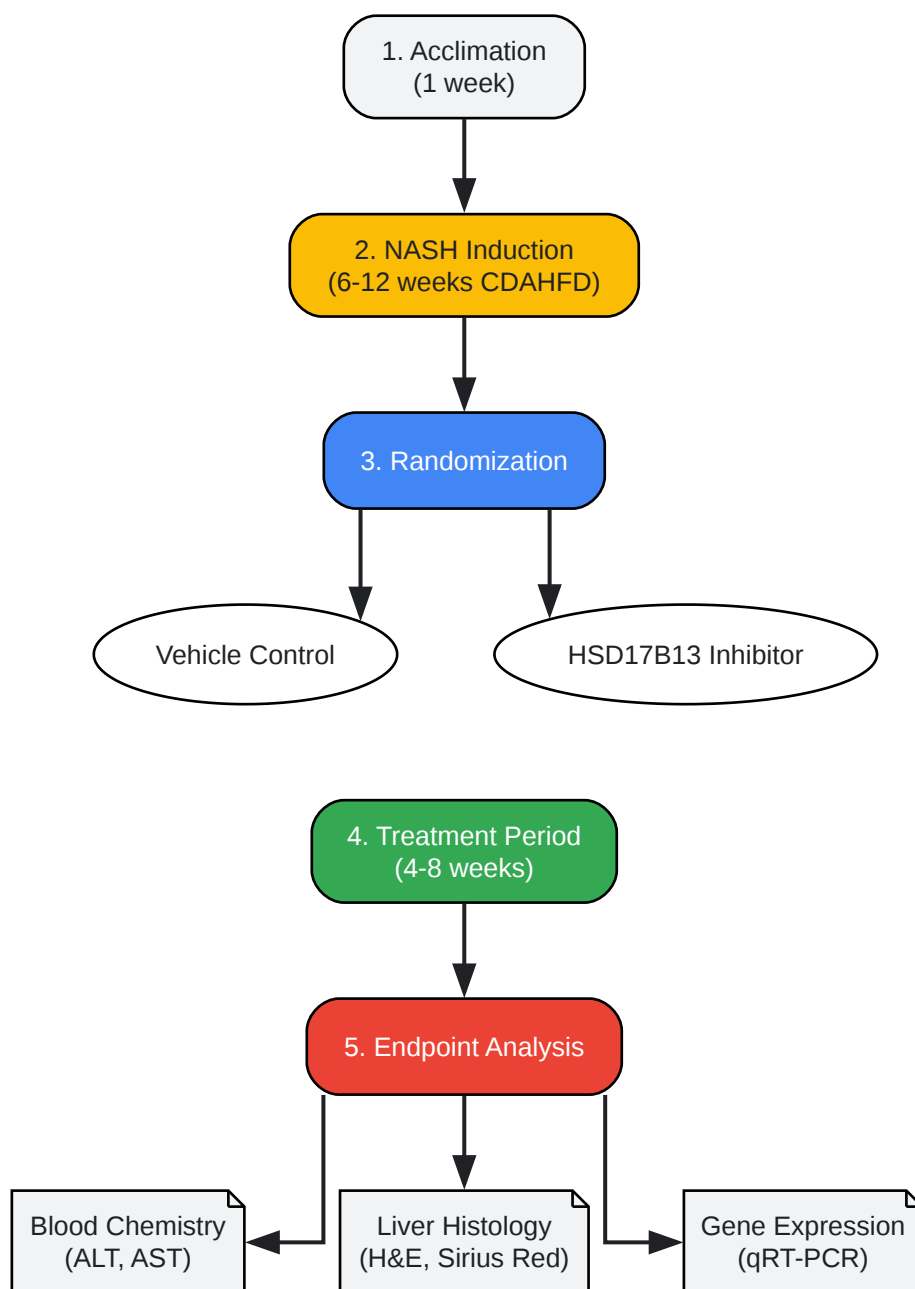 1. Acclimation
(1 week)
2. NASH Induction
(6-12 weeks CDAHFD)
3. Randomization
Vehicle Control
HSD17B13 Inhibitor
4. Treatment Period
(4-8 weeks)
5. Endpoint Analysis
Blood Chemistry
(ALT, AST)
Liver Histology
(H&E, Sirius Red)
Gene Expression
(qRT-PCR)